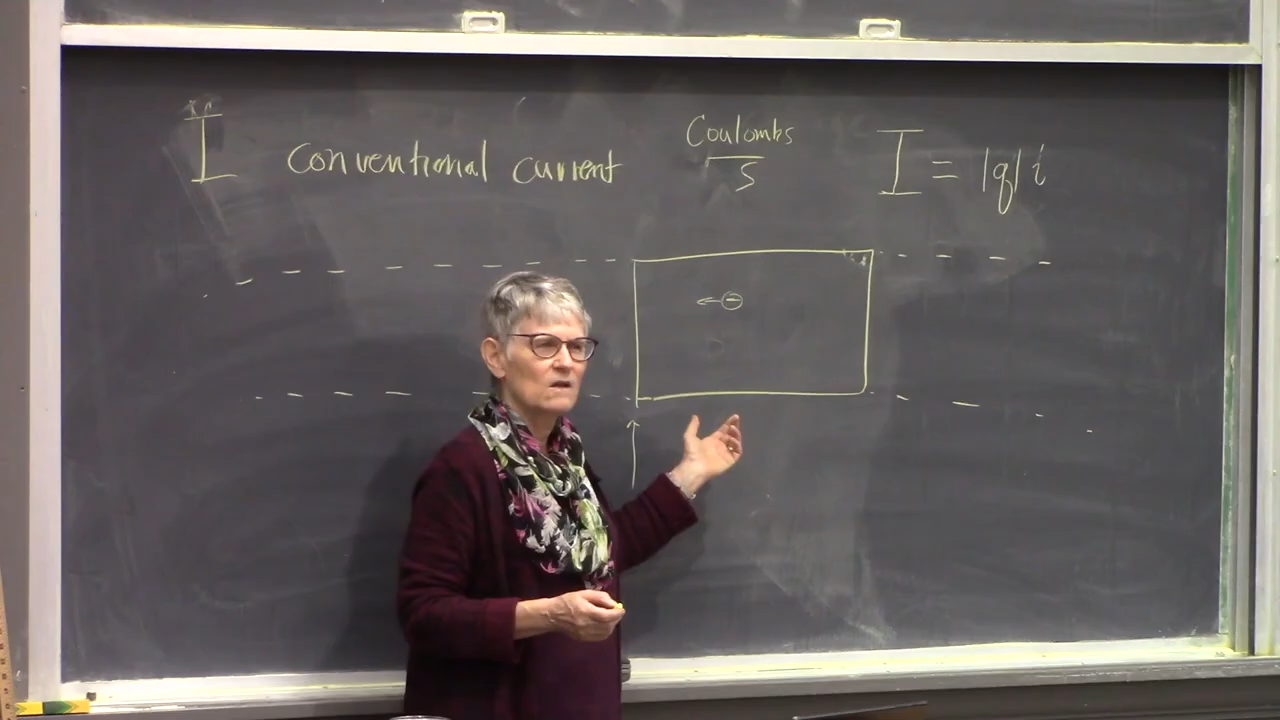 I conventional current
Coulombs
s
I = |q| i
−